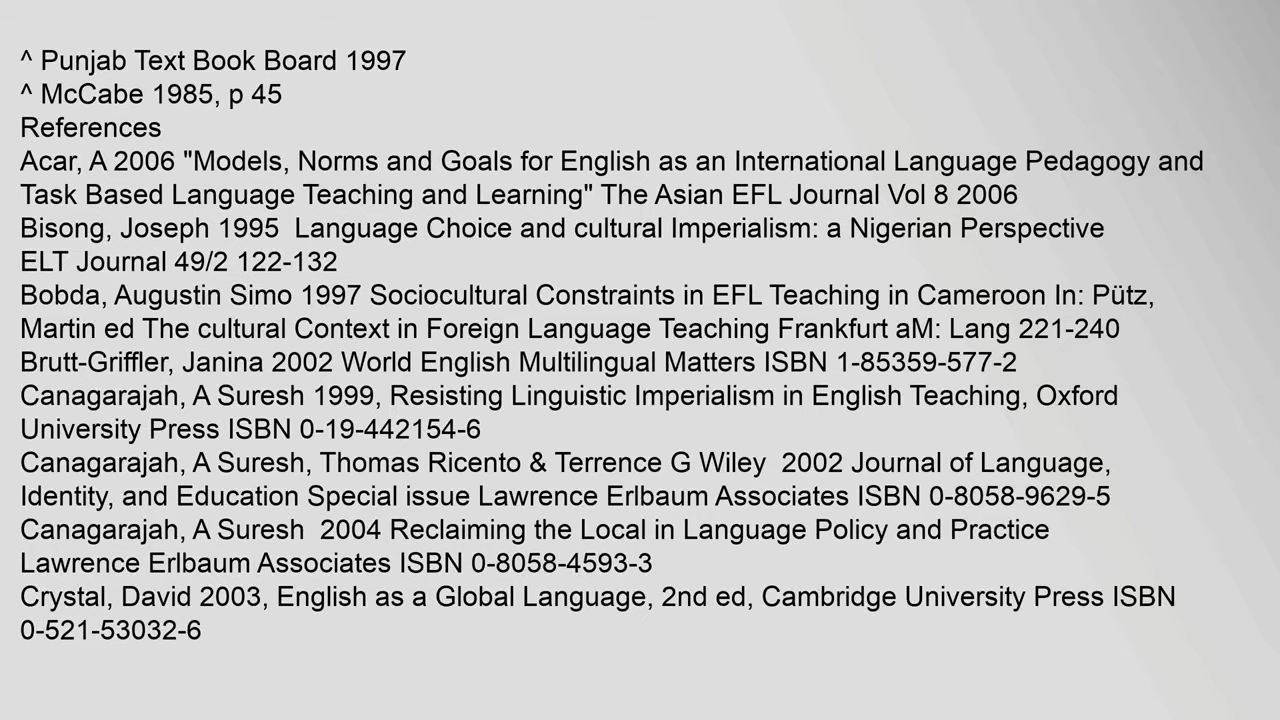 ^ Punjab Text Book Board 1997
^ McCabe 1985, p 45
References
Acar, A 2006 "Models, Norms and Goals for English as an International Language Pedagogy and
Task Based Language Teaching and Learning" The Asian EFL Journal Vol 8 2006
Bisong, Joseph 1995  Language Choice and cultural Imperialism: a Nigerian Perspective
ELT Journal 49/2 122-132
Bobda, Augustin Simo 1997 Sociocultural Constraints in EFL Teaching in Cameroon In: Pütz,
Martin ed The cultural Context in Foreign Language Teaching Frankfurt aM: Lang 221-240
Brutt-Griffler, Janina 2002 World English Multilingual Matters ISBN 1-85359-577-2
Canagarajah, A Suresh 1999, Resisting Linguistic Imperialism in English Teaching, Oxford
University Press ISBN 0-19-442154-6
Canagarajah, A Suresh, Thomas Ricento & Terrence G Wiley  2002 Journal of Language,
Identity, and Education Special issue Lawrence Erlbaum Associates ISBN 0-8058-9629-5
Canagarajah, A Suresh  2004 Reclaiming the Local in Language Policy and Practice
Lawrence Erlbaum Associates ISBN 0-8058-4593-3
Crystal, David 2003, English as a Global Language, 2nd ed, Cambridge University Press ISBN
0-521-53032-6